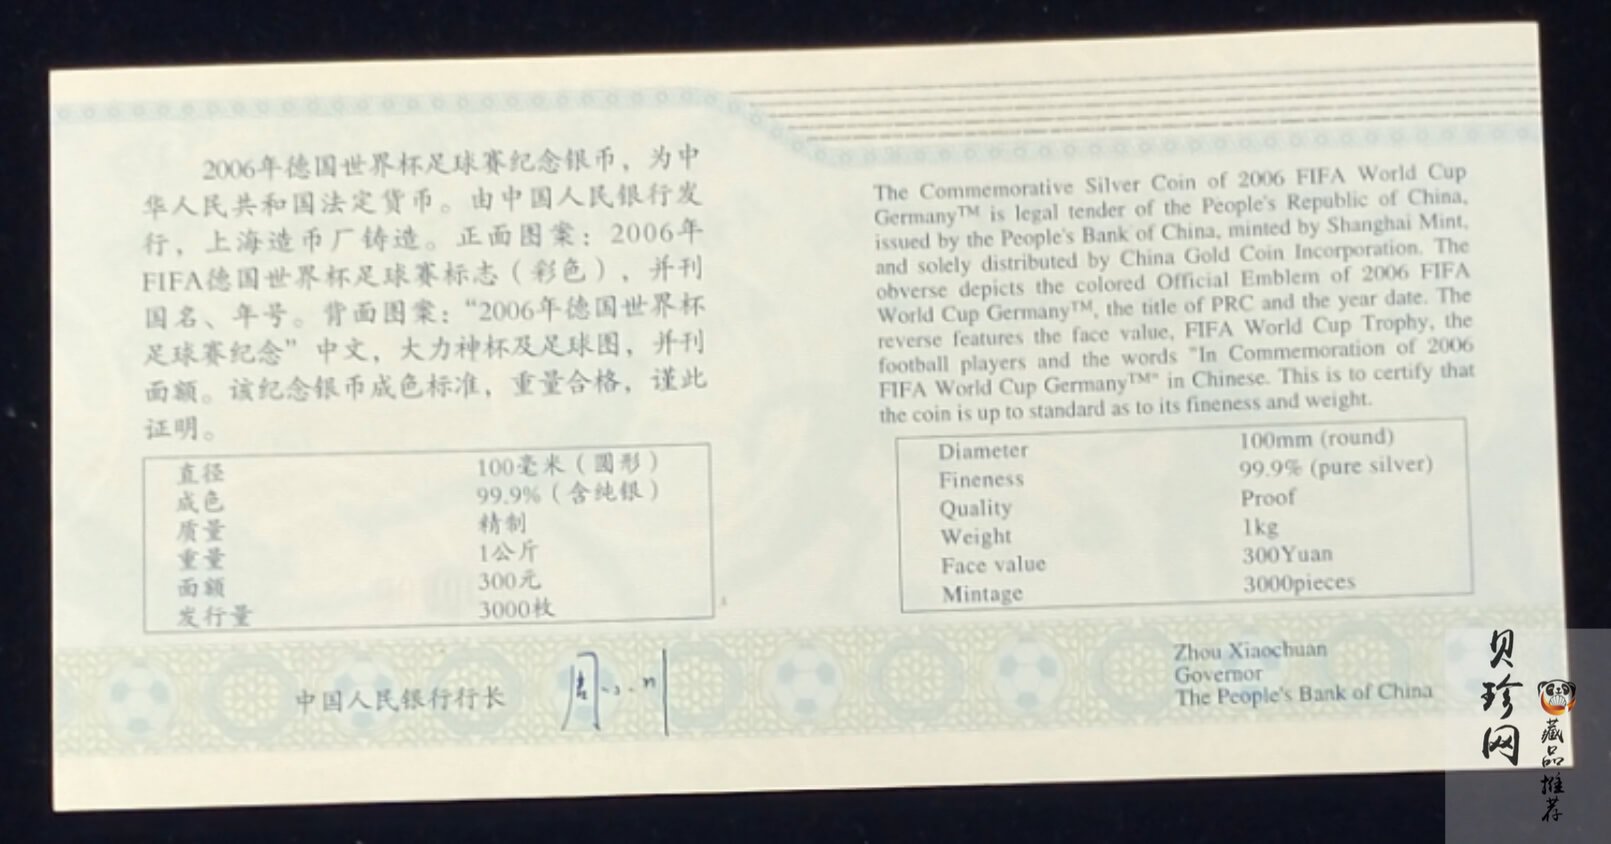 2006年德国世界杯足球赛纪念银币，为中
华人民共和国法定货币。由中国人民银行发
行，上海造币厂铸造。正面图案：2006年
FIFA德国世界杯足球赛标志（彩色），并刊
国名、年号。背面图案：“2006年德国世界杯
足球赛纪念”中文，大力神杯及足球图，并刊
面额。该纪念银币成色标准，重量合格，谨此
证明。
直径 100毫米（圆形）
成色 99.9%（含纯银）
质量 精制
重量 1公斤
面额 300元
发行量 3000枚
中国人民银行行长 周小川
The Commemorative Silver Coin of 2006 FIFA World Cup
Germany™ is legal tender of the People's Republic of China,
issued by the People's Bank of China, minted by Shanghai Mint,
and solely distributed by China Gold Coin Incorporation. The
obverse depicts the colored Official Emblem of 2006 FIFA
World Cup Germany™, the title of PRC and the year date. The
reverse features the face value, FIFA World Cup Trophy, the
football players and the words "In Commemoration of 2006
FIFA World Cup Germany™" in Chinese. This is to certify that
the coin is up to standard as to its fineness and weight.
Diameter 100mm (round)
Fineness 99.9% (pure silver)
Quality Proof
Weight 1kg
Face value 300Yuan
Mintage 3000pieces
Zhou Xiaochuan
Governor
The People's Bank of China
贝珍网
藏品推荐